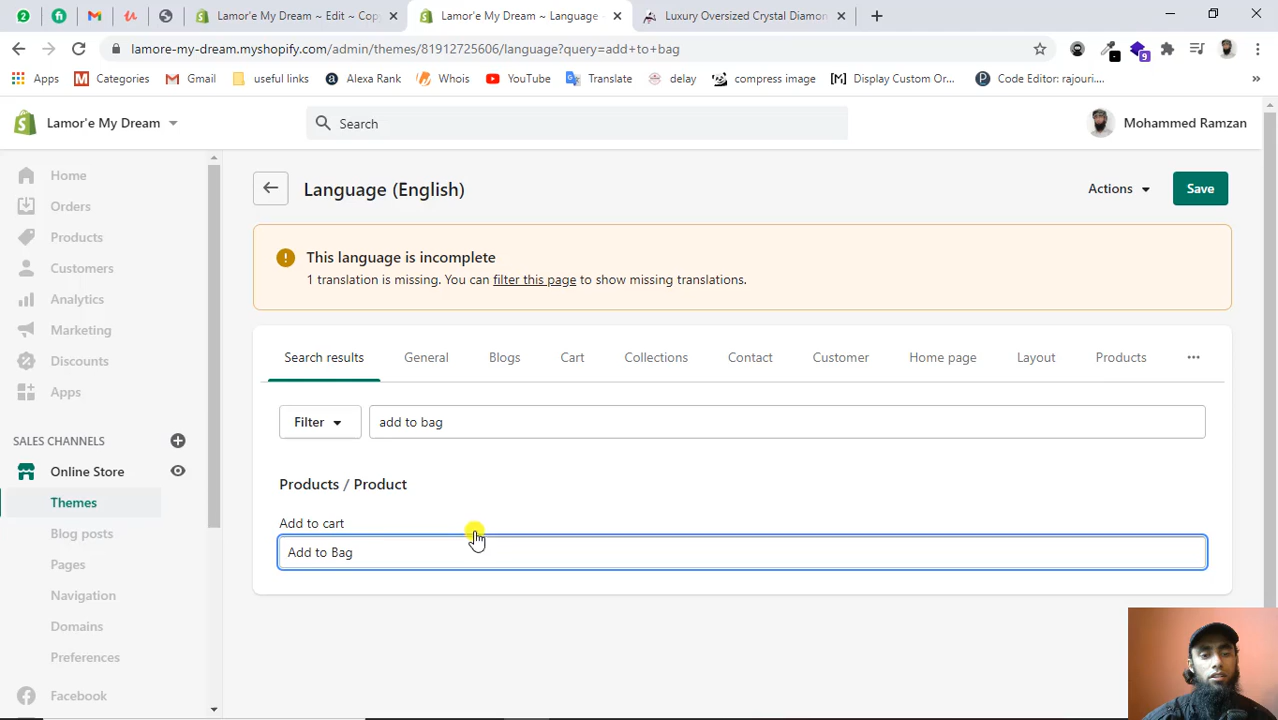 Lamor'e My Dream ~ Edit ~ Cop
Lamor'e My Dream ~ Language
Luxury Oversized Crystal Diamon
lamore-my-dream.myshopify.com/admin/themes/81912725606/language?query=add+to+bag
9
Apps
Categories
Gmail
useful links
Alexa Rank
Whois
YouTube
Translate
delay
compress image
Display Custom Or...
Code Editor: rajouri....
Lamor'e My Dream
Search
Mohammed Ramzan
Home
Orders
Products
Customers
Analytics
Marketing
Discounts
Apps
SALES CHANNELS
Online Store
Themes
Blog posts
Pages
Navigation
Domains
Preferences
Facebook
Language (English)
Actions
Save
This language is incomplete
1 translation is missing. You can filter this page to show missing translations.
Search results
General
Blogs
Cart
Collections
Contact
Customer
Home page
Layout
Products
Filter
add to bag
Products / Product
Add to cart
Add to Bag